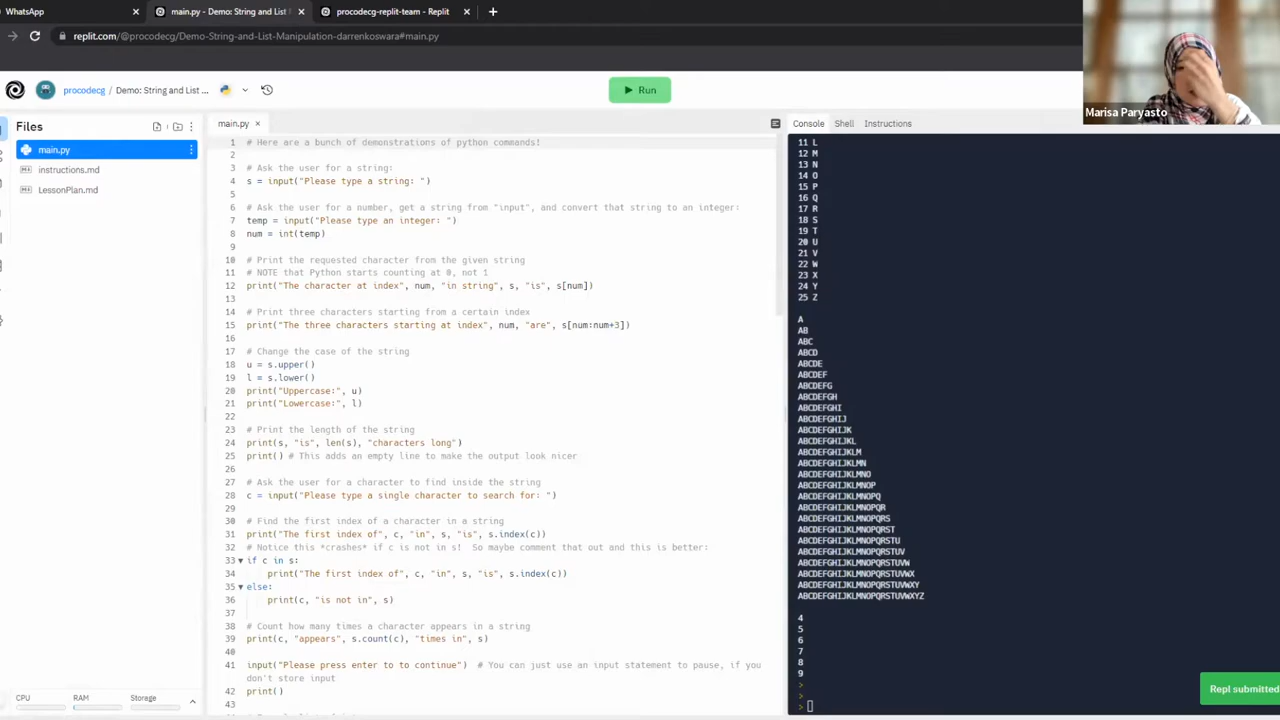 WhatsApp
main.py - Demo: String and List
procodecg-replit-team - Replit
replit.com/@procodecg/Demo-String-and-List-Manipulation-darrenkoswara#main.py
procodecg / Demo: String and List ...
Run
Marisa Paryasto
Files
main.py
instructions.md
LessonPlan.md
CPU
RAM
Storage
main.py
1 # Here are a bunch of demonstrations of python commands!
2
3 # Ask the user for a string:
4 s = input("Please type a string: ")
5
6 # Ask the user for a number, get a string from "input", and convert that string to an integer:
7 temp = input("Please type an integer: ")
8 num = int(temp)
9
10 # Print the requested character from the given string
11 # NOTE that Python starts counting at 0, not 1
12 print("The character at index", num, "in string", s, "is", s[num])
13
14 # Print three characters starting from a certain index
15 print("The three characters starting at index", num, "are", s[num:num+3])
16
17 # Change the case of the string
18 u = s.upper()
19 l = s.lower()
20 print("Uppercase:", u)
21 print("Lowercase:", l)
22
23 # Print the length of the string
24 print(s, "is", len(s), "characters long")
25 print() # This adds an empty line to make the output look nicer
26
27 # Ask the user for a character to find inside the string
28 c = input("Please type a single character to search for: ")
29
30 # Find the first index of a character in a string
31 print("The first index of", c, "in", s, "is", s.index(c))
32 # Notice this *crashes* if c is not in s!  So maybe comment that out and this is better:
33 if c in s:
34 print("The first index of", c, "in", s, "is", s.index(c))
35 else:
36 print(c, "is not in", s)
37
38 # Count how many times a character appears in a string
39 print(c, "appears", s.count(c), "times in", s)
40
41 input("Please press enter to to continue")  # You can just use an input statement to pause, if you
don't store input
42 print()
43
Console
Shell
Instructions
11 L
12 M
13 N
14 O
15 P
16 Q
17 R
18 S
19 T
20 U
21 V
22 W
23 X
24 Y
25 Z
A
AB
ABC
ABCD
ABCDE
ABCDEF
ABCDEFG
ABCDEFGH
ABCDEFGHI
ABCDEFGHIJ
ABCDEFGHIJK
ABCDEFGHIJKL
ABCDEFGHIJKLM
ABCDEFGHIJKLMN
ABCDEFGHIJKLMNO
ABCDEFGHIJKLMNOP
ABCDEFGHIJKLMNOPQ
ABCDEFGHIJKLMNOPQR
ABCDEFGHIJKLMNOPQRS
ABCDEFGHIJKLMNOPQRST
ABCDEFGHIJKLMNOPQRSTU
ABCDEFGHIJKLMNOPQRSTUV
ABCDEFGHIJKLMNOPQRSTUVW
ABCDEFGHIJKLMNOPQRSTUVWX
ABCDEFGHIJKLMNOPQRSTUVWXY
ABCDEFGHIJKLMNOPQRSTUVWXYZ
4
5
6
7
8
9
>
>
>
Repl submitted